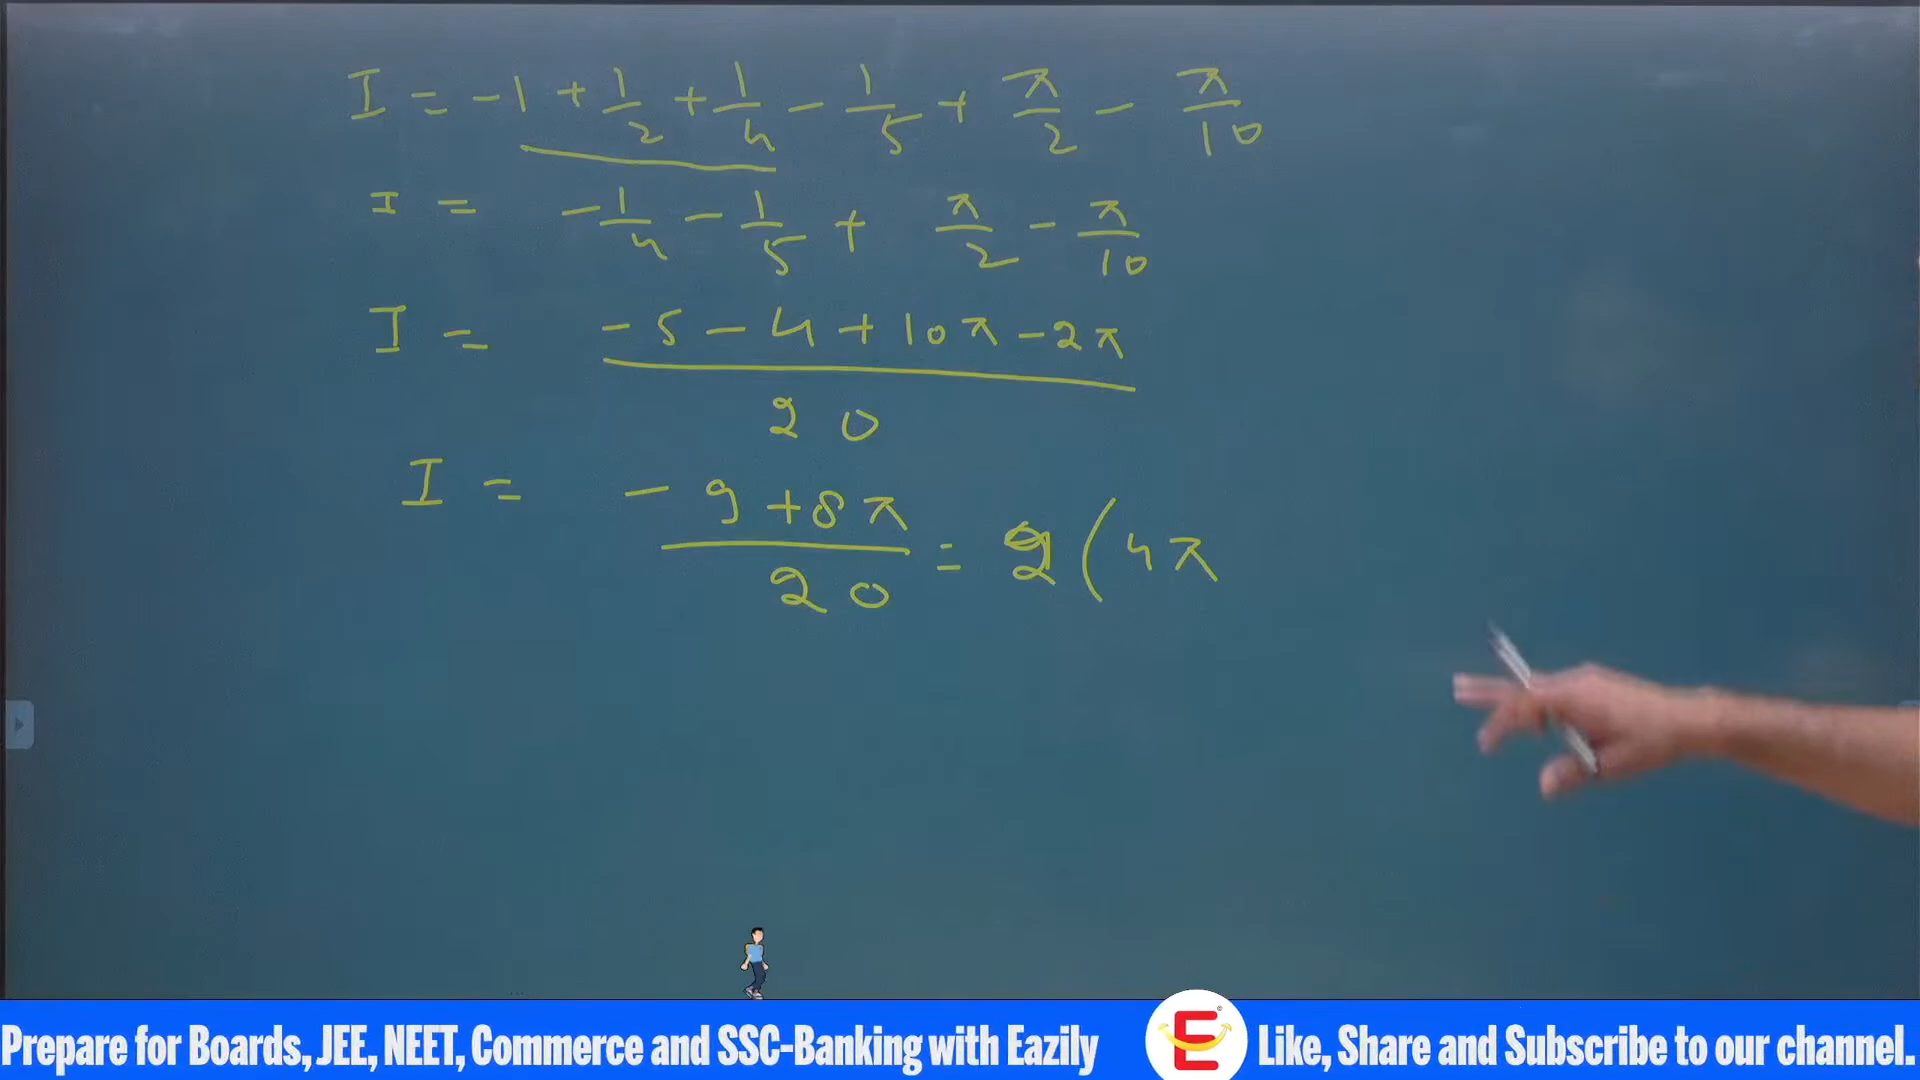 I = -1 + 1/2 + 1/4 - 1/5 + π/2 - π/10
I = -1/4 - 1/5 + π/2 - π/10
I = (-5 - 4 + 10π - 2π)/20
I = (-9 + 8π)/20 = 2(4π
Prepare for Boards, JEE, NEET, Commerce and SSC-Banking with Eazily
E
Like, Share and Subscribe to our channel.